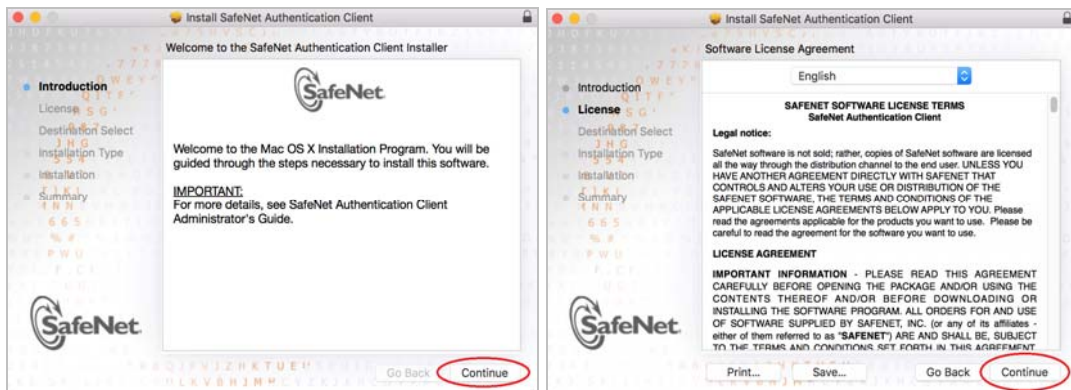 Install SafeNet Authentication Client
Welcome to the SafeNet Authentication Client Installer
Introduction
License
Destination Select
Installation Type
Installation
Summary
SafeNet.
Welcome to the Mac OS X Installation Program. You will be
guided through the steps necessary to install this software.
IMPORTANT:
For more details, see SafeNet Authentication Client
Administrator's Guide.
SafeNet.
Go Back
Continue
Install SafeNet Authentication Client
Software License Agreement
Introduction
License
Destination Select
Installation Type
Installation
Summary
English
SAFENET SOFTWARE LICENSE TERMS
SafeNet Authentication Client
Legal notice:
SafeNet software is not sold; rather, copies of SafeNet software are licensed
all the way through the distribution channel to the end user. UNLESS YOU
HAVE ANOTHER AGREEMENT DIRECTLY WITH SAFENET THAT
CONTROLS AND ALTERS YOUR USE OR DISTRIBUTION OF THE
SAFENET SOFTWARE, THE TERMS AND CONDITIONS OF THE
APPLICABLE LICENSE AGREEMENTS BELOW APPLY TO YOU. Please
read the agreements applicable for the products you want to use. Please be
careful to read the agreement for the software you want to use.
LICENSE AGREEMENT
IMPORTANT INFORMATION - PLEASE READ THIS AGREEMENT
CAREFULLY BEFORE OPENING THE PACKAGE AND/OR USING THE
CONTENTS THEREOF AND/OR BEFORE DOWNLOADING OR
INSTALLING THE SOFTWARE PROGRAM. ALL ORDERS FOR AND USE
OF SOFTWARE SUPPLIED BY SAFENET, INC. (or any of its affiliates -
either of them referred to as "SAFENET") ARE AND SHALL BE, SUBJECT
TO THE TERMS AND CONDITIONS SET FORTH IN THIS AGREEMENT
SafeNet.
Print...
Save...
Go Back
Continue